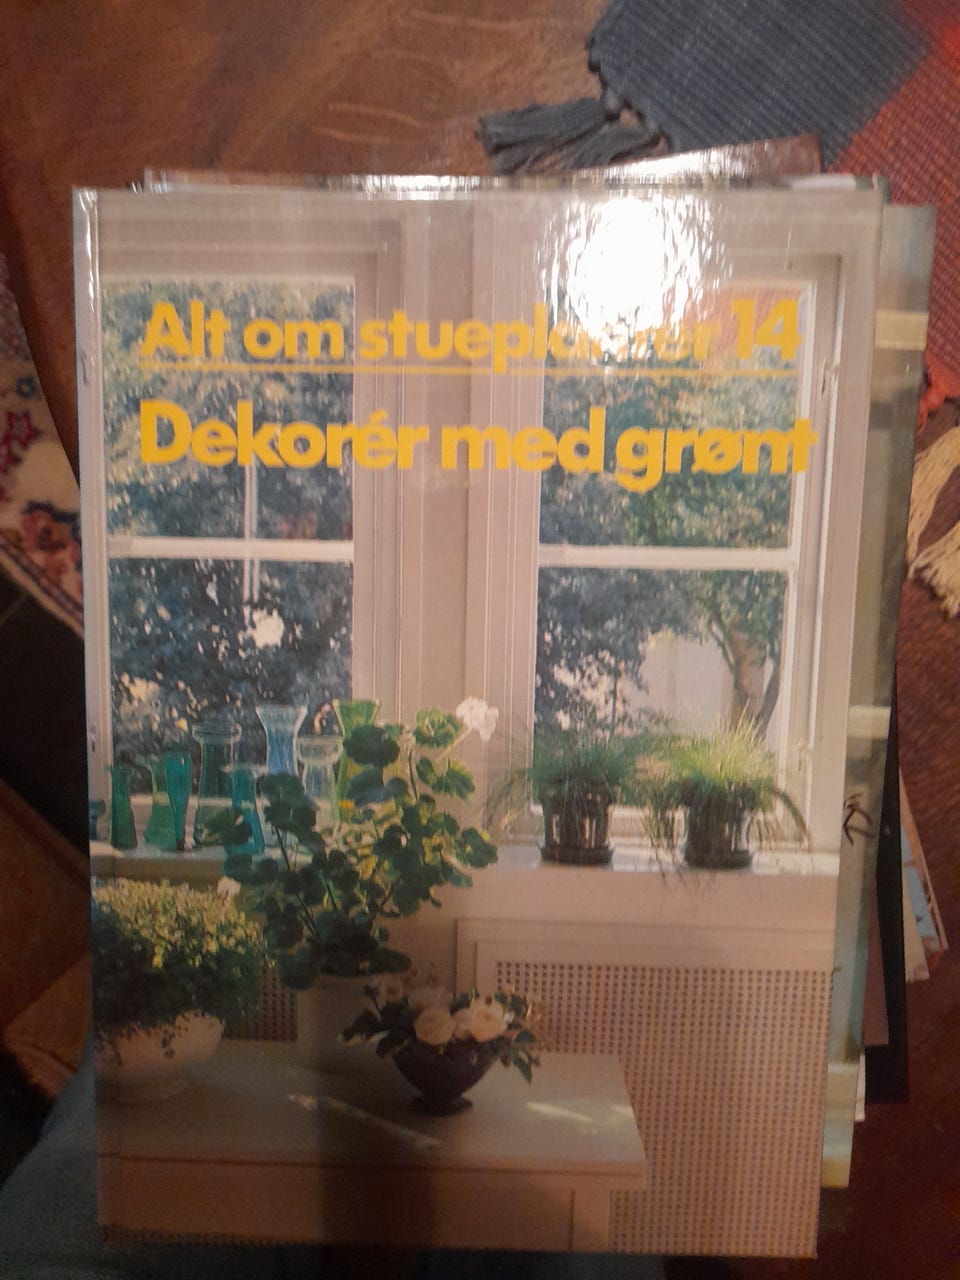 Alt om stueplanter 14
Dekorér med grønt